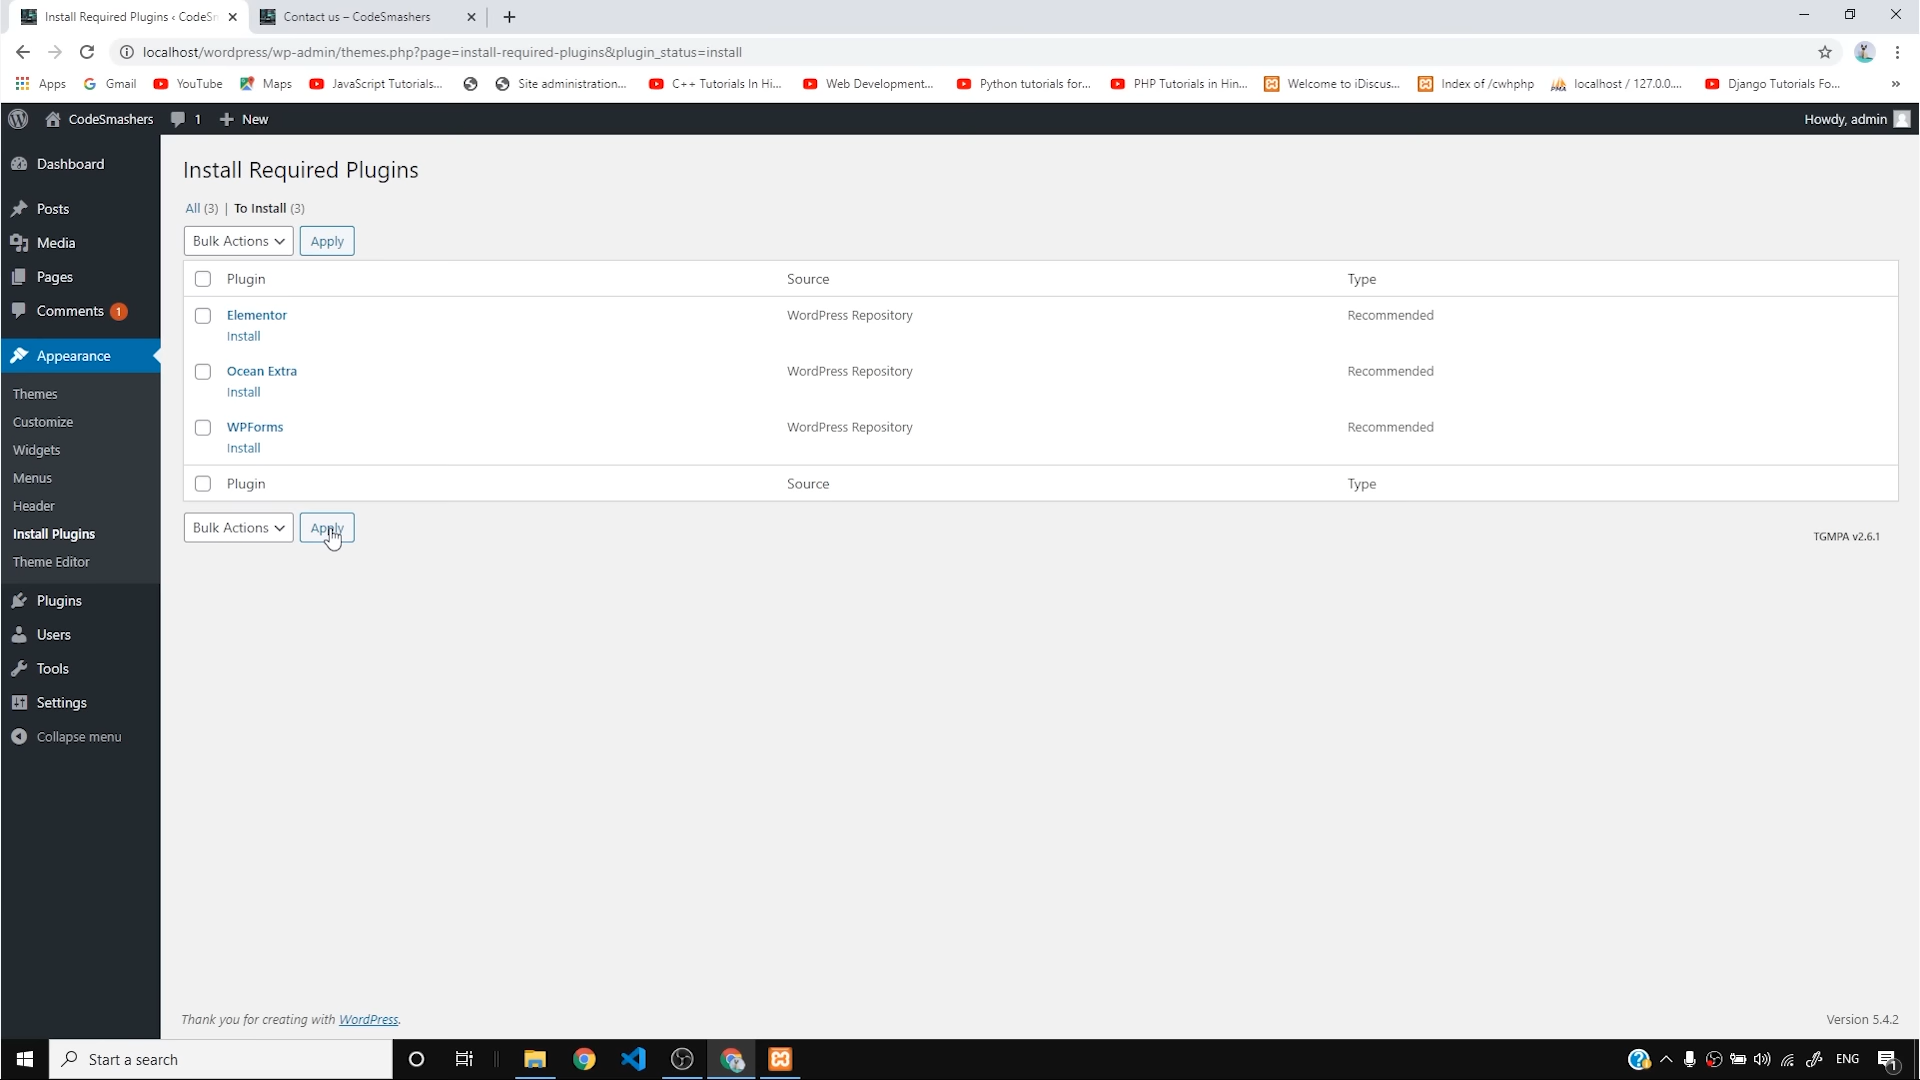 Install Required Plugins ‹ CodeSn
Contact us – CodeSmashers
localhost/wordpress/wp-admin/themes.php?page=install-required-plugins&plugin_status=install
Apps
Gmail
YouTube
Maps
JavaScript Tutorials...
Site administration...
C++ Tutorials In Hi...
Web Development...
Python tutorials for...
PHP Tutorials in Hin...
Welcome to iDiscus...
Index of /cwhphp
localhost / 127.0.0....
Django Tutorials Fo...
»
CodeSmashers
1
New
Howdy, admin
Dashboard
Posts
Media
Pages
Comments 1
Appearance
Themes
Customize
Widgets
Menus
Header
Install Plugins
Theme Editor
Plugins
Users
Tools
Settings
Collapse menu
Install Required Plugins
All (3) | To Install (3)
Bulk Actions Apply
Plugin Source Type
Elementor WordPress Repository Recommended
Install
Ocean Extra WordPress Repository Recommended
Install
WPForms WordPress Repository Recommended
Install
Plugin Source Type
Bulk Actions Apply
TGMPA v2.6.1
Thank you for creating with WordPress.
Version 5.4.2
Start a search
ENG
1